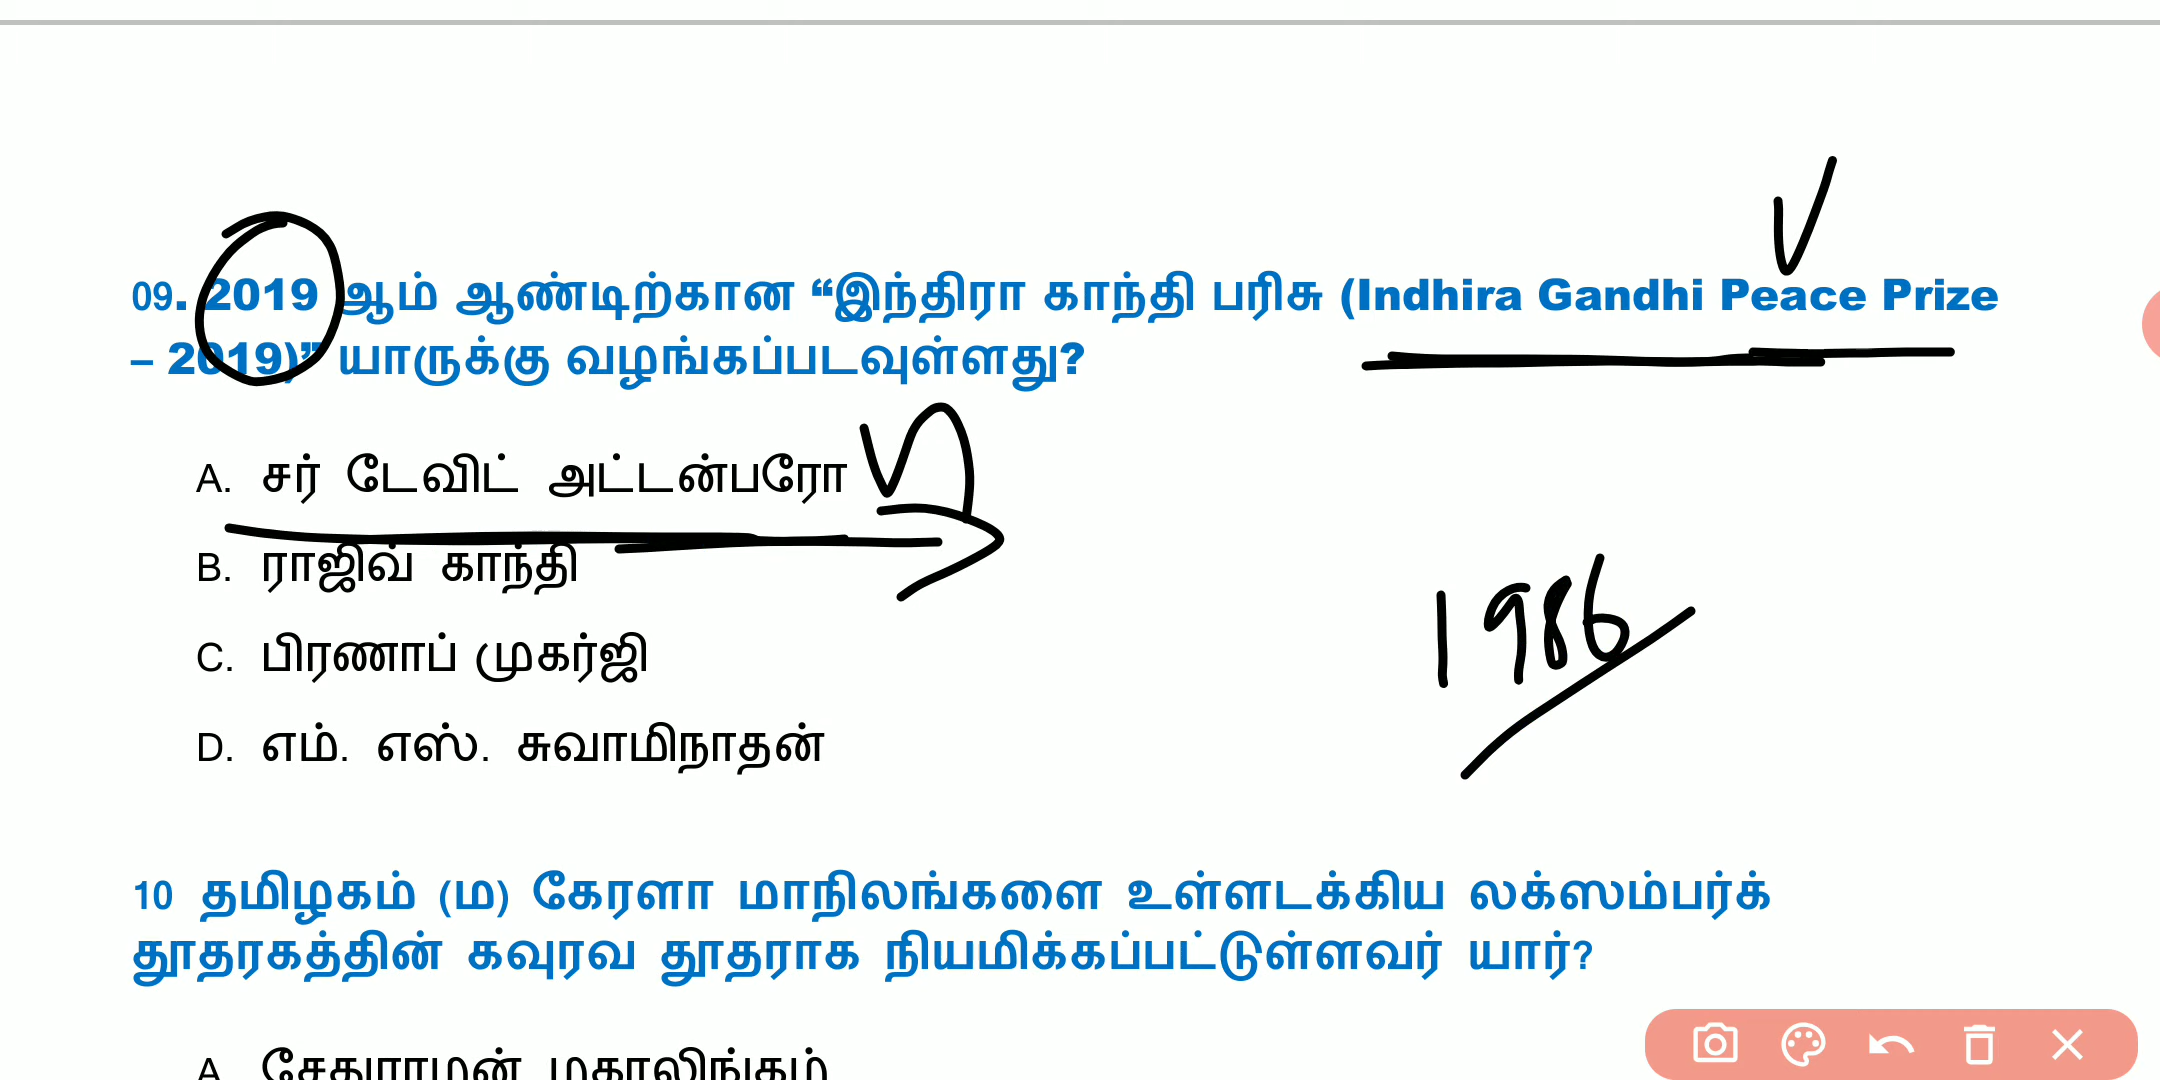 09. 2019 ஆம் ஆண்டிற்கான “இந்திரா காந்தி பரிசு (Indhira Gandhi Peace Prize
– 2019)” யாருக்கு வழங்கப்படவுள்ளது?
A. சர் டேவிட் அட்டன்பரோ
B. ராஜிவ் காந்தி
1986
C. பிரணாப் முகர்ஜி
D. எம். எஸ். சுவாமிநாதன்
10 தமிழகம் (ம) கேரளா மாநிலங்களை உள்ளடக்கிய லக்ஸம்பர்க்
தூதரகத்தின் கவுரவ தூதராக நியமிக்கப்பட்டுள்ளவர் யார்?
A மகாலிங்கம்